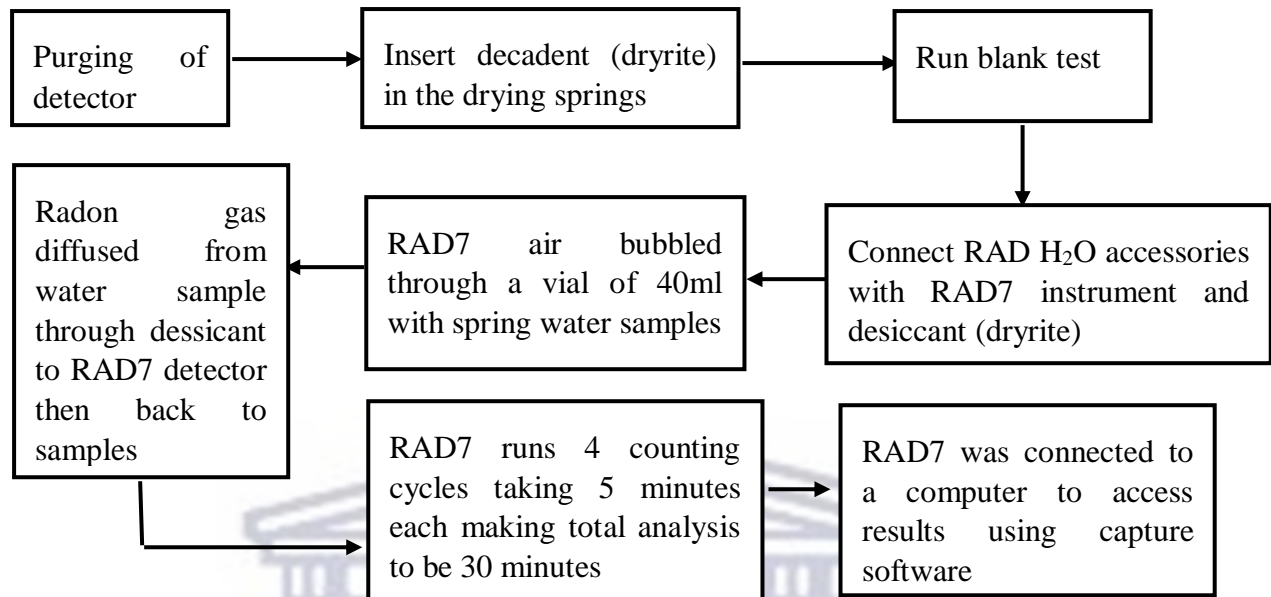 Purging of
detector
Insert decadent (dryrite)
in the drying springs
Run blank test
Connect RAD H₂O accessories
with RAD7 instrument and
desiccant (dryrite)
RAD7 air bubbled
through a vial of 40ml
with spring water samples
Radon gas
diffused from
water sample
through dessicant
to RAD7 detector
then back to
samples
RAD7 runs 4 counting
cycles taking 5 minutes
each making total analysis
to be 30 minutes
RAD7 was connected to
a computer to access
results using capture
software